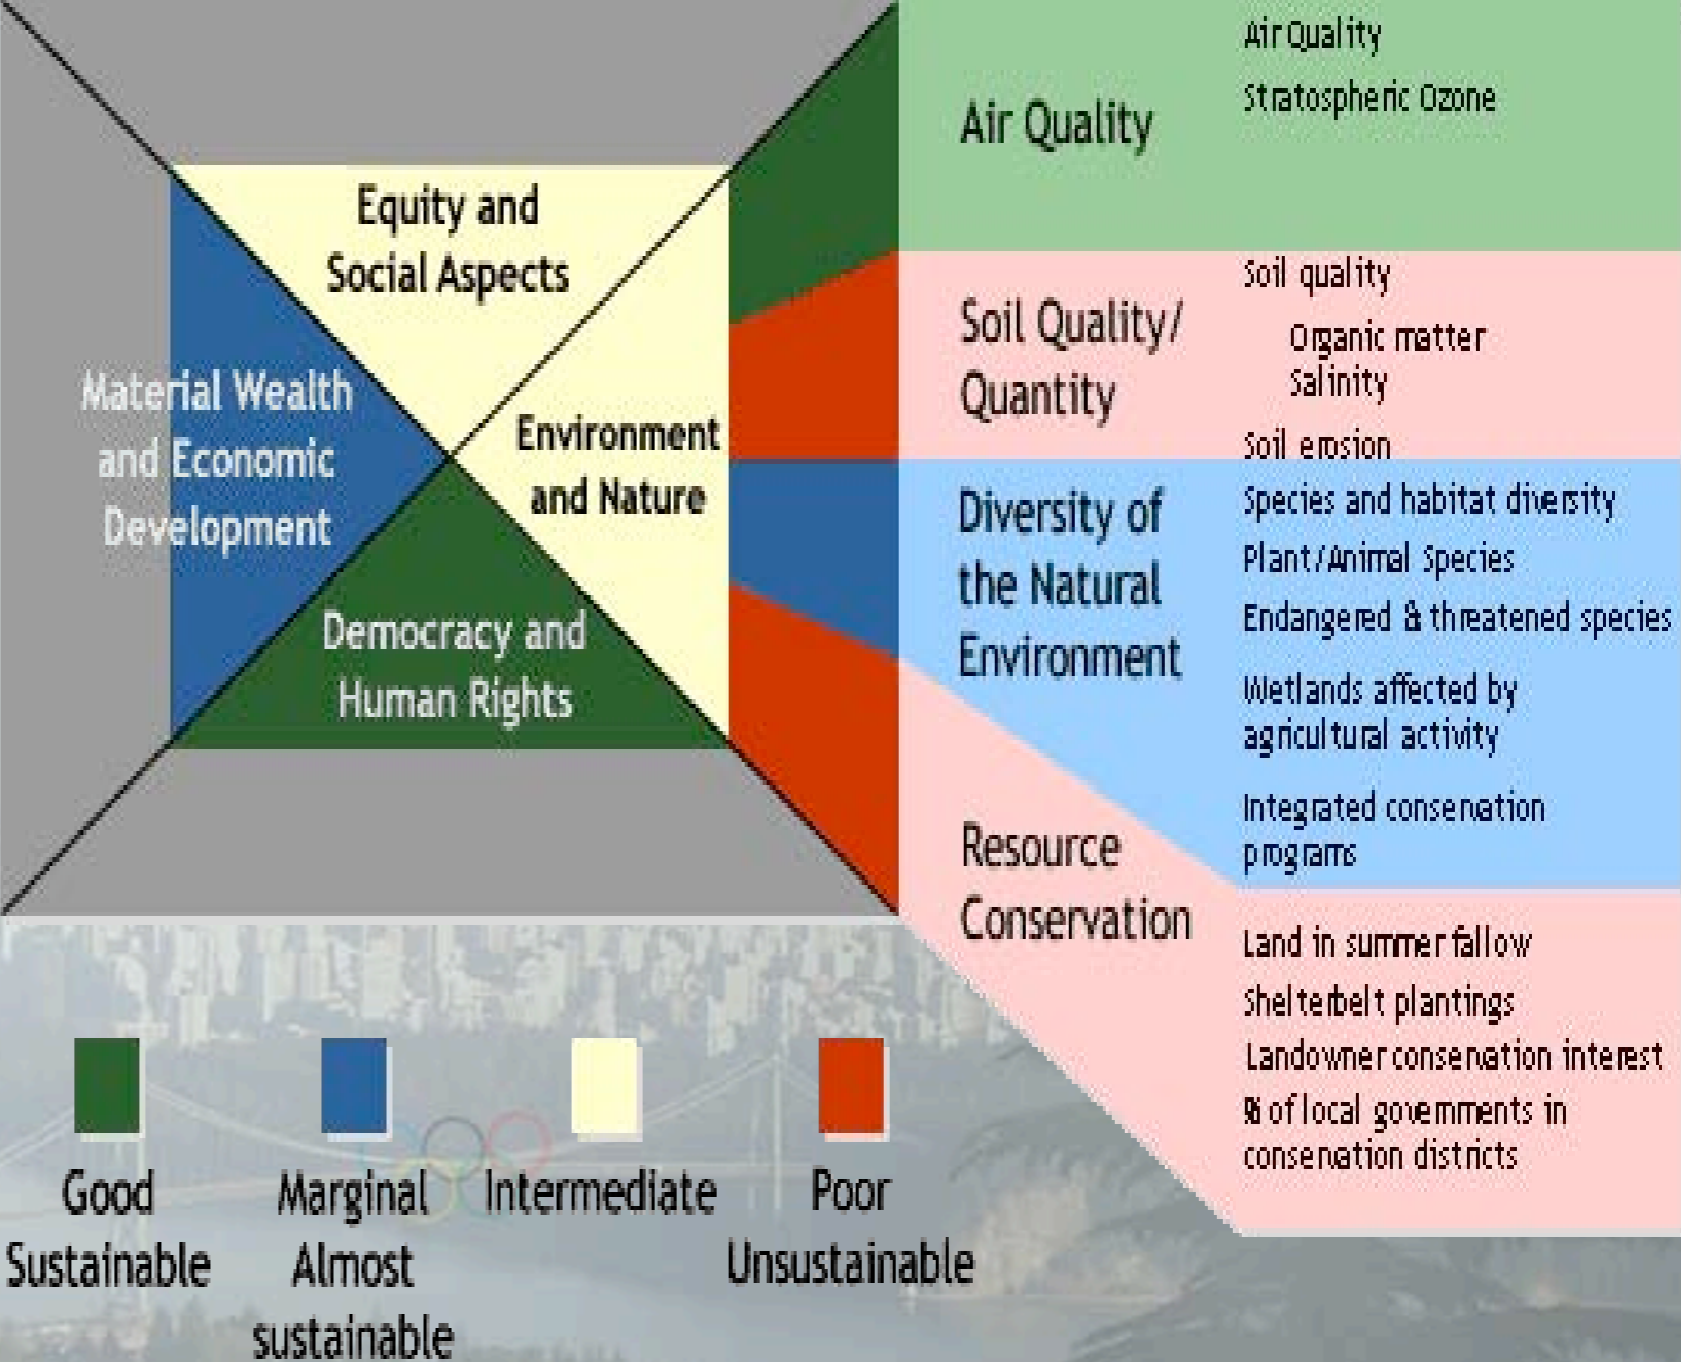 Equity and
Social Aspects
Material Wealth
and Economic
Development
Environment
and Nature
Democracy and
Human Rights
Air Quality
Air Quality
Stratospheric Ozone
Soil Quality/
Quantity
Soil quality
Organic matter
Salinity
Soil erosion
Diversity of
the Natural
Environment
Species and habitat diversity
Plant/Animal Species
Endangered & threatened species
Wetlands affected by
agricultural activity
Integrated conservation
programs
Resource
Conservation
Land in summer fallow
Shelterbelt plantings
Landowner conservation interest
% of local governments in
conservation districts
Good
Sustainable
Marginal
Almost
sustainable
Intermediate
Poor
Unsustainable